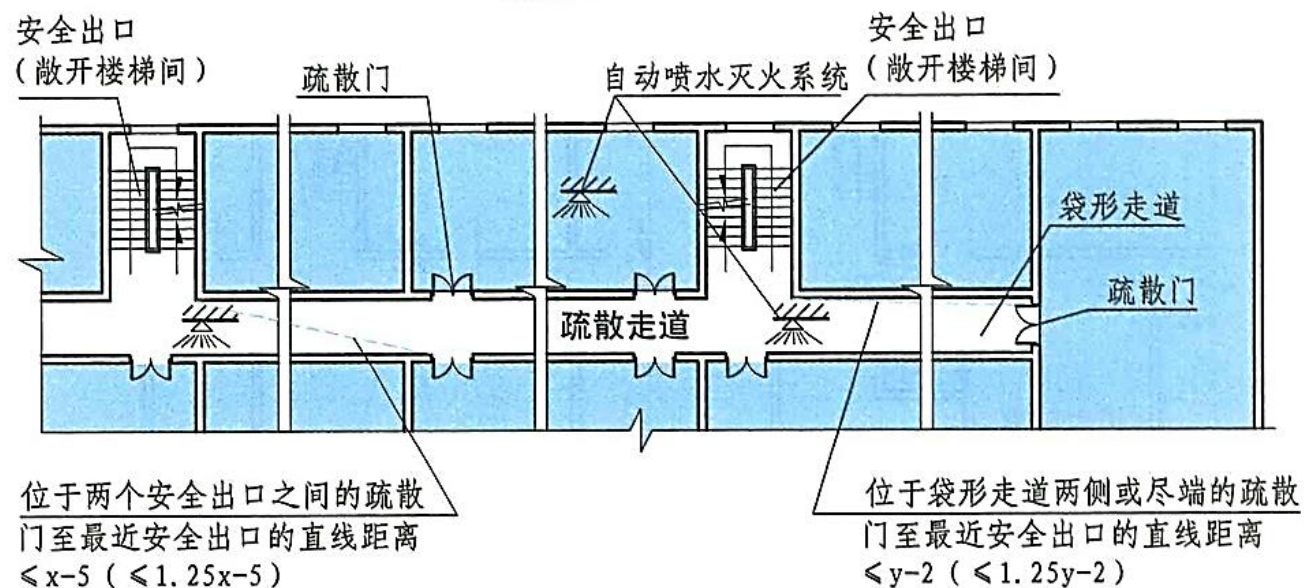 安全出口
(敞开楼梯间)
疏散门
自动喷水灭火系统
安全出口
(敞开楼梯间)
袋形走道
疏散门
疏散走道
位于两个安全出口之间的疏散
门至最近安全出口的直线距离
≤x-5(≤1.25x-5)
位于袋形走道两侧或尽端的疏散
门至最近安全出口的直线距离
≤y-2(≤1.25y-2)